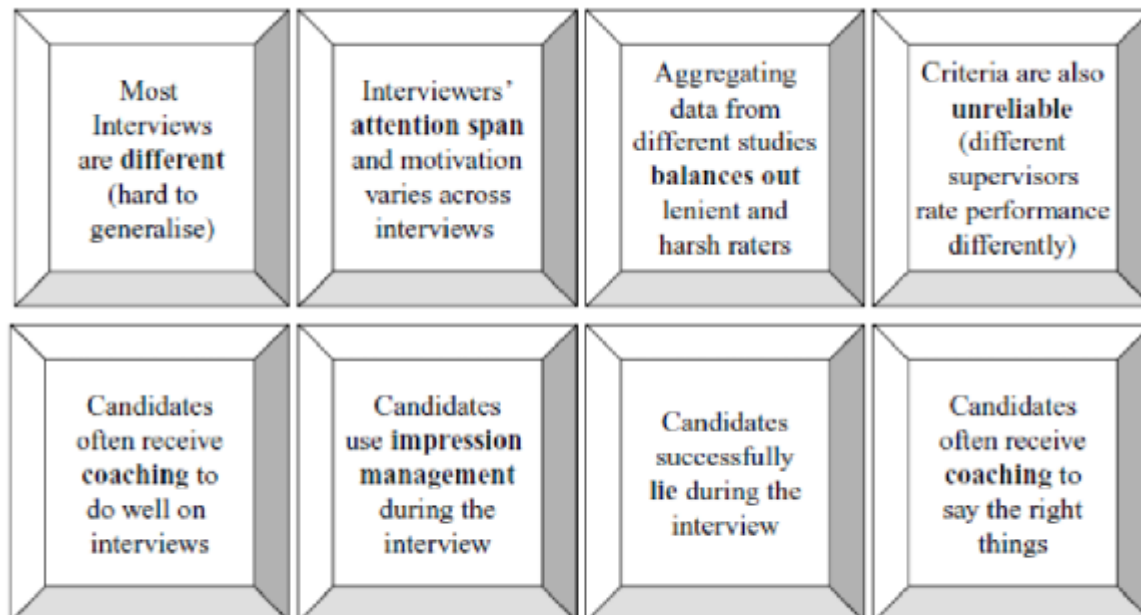 Most
Interviews
are different
(hard to
generalise)
Interviewers’
attention span
and motivation
varies across
interviews
Aggregating
data from
different studies
balances out
lenient and
harsh raters
Criteria are also
unreliable
(different
supervisors
rate performance
differently)
Candidates
often receive
coaching to
do well on
interviews
Candidates
use impression
management
during the
interview
Candidates
successfully
lie during the
interview
Candidates
often receive
coaching to
say the right
things